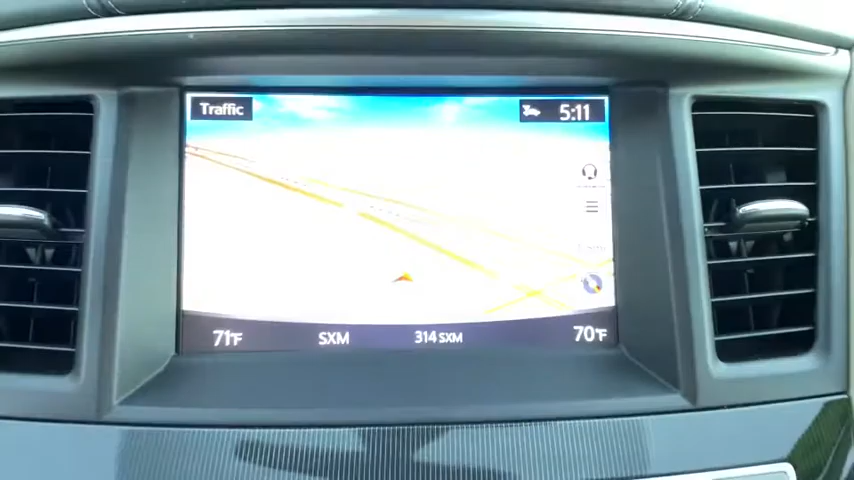 Traffic
5:11
71°F
SXM
314 SXM
70°F